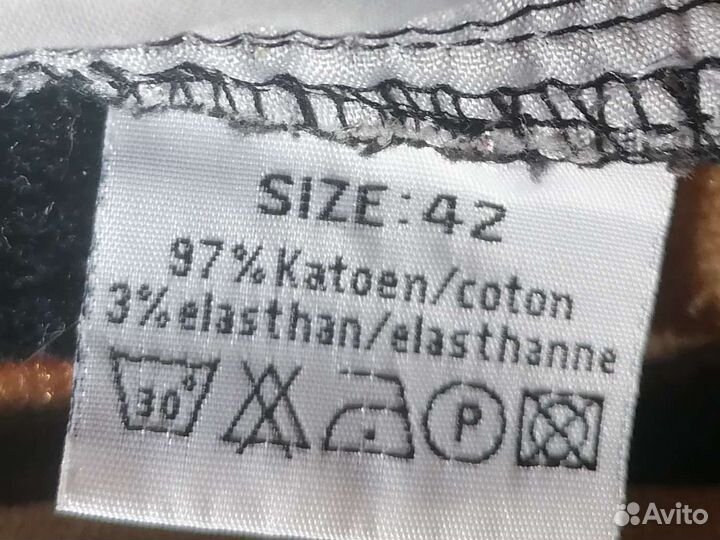 SIZE:42
97% Katoen/coton
3% elasthan/elasthanne
30° P
Avito